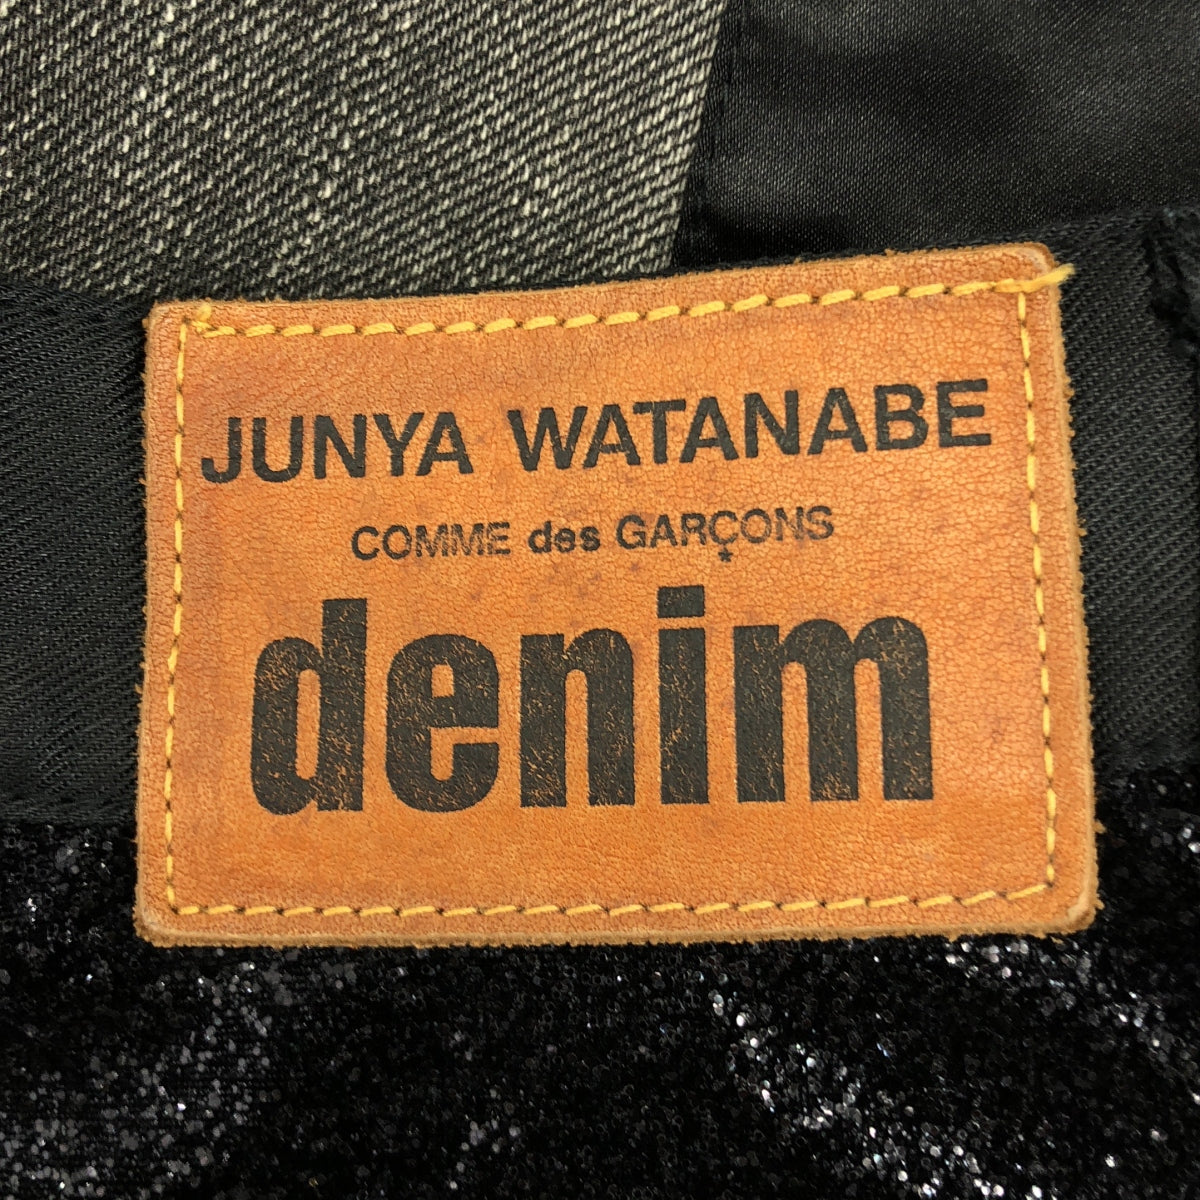 JUNYA WATANABE
COMME des GARÇONS
denim